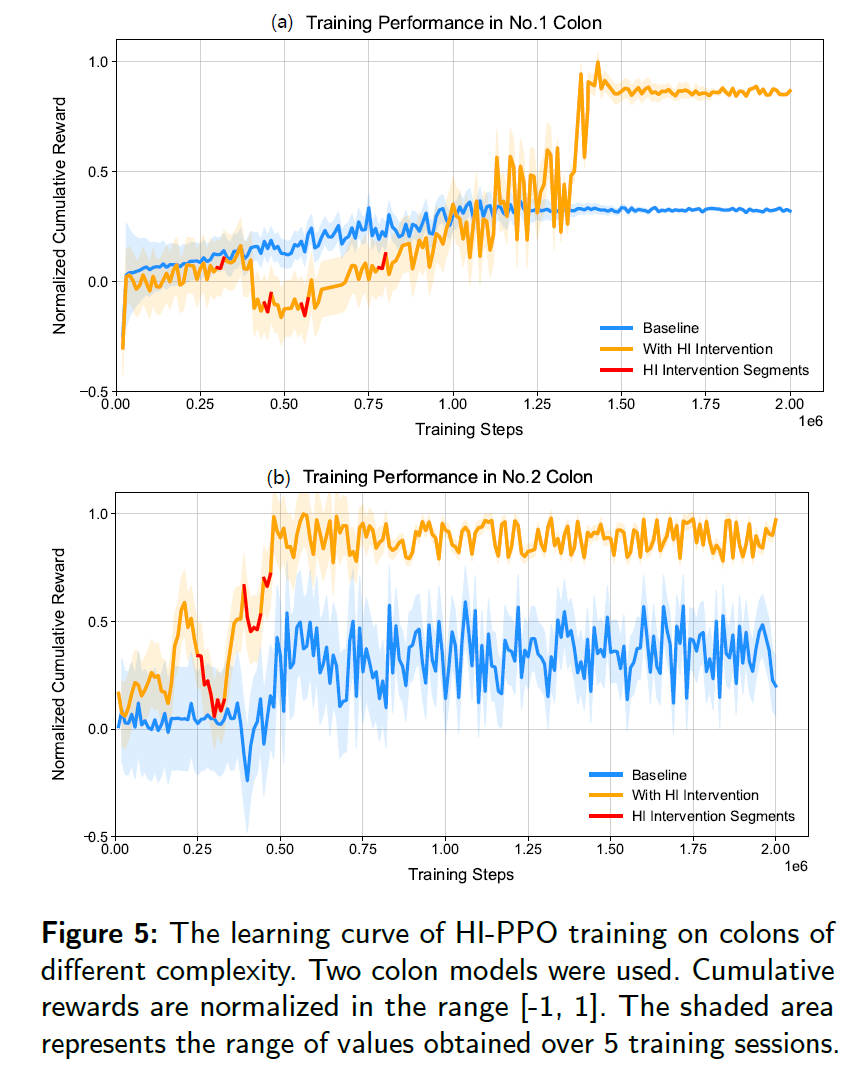 (a) Training Performance in No.1 Colon
Normalized Cumulative Reward
1.0
0.5
0.0
−0.5
0.00 0.25 0.50 0.75 1.00 1.25 1.50 1.75 2.00
1e6
Training Steps
Baseline
With HI Intervention
HI Intervention Segments
(b) Training Performance in No.2 Colon
Normalized Cumulative Reward
1.0
0.5
0.0
−0.5
0.00 0.25 0.50 0.75 1.00 1.25 1.50 1.75 2.00
1e6
Training Steps
Baseline
With HI Intervention
HI Intervention Segments
Figure 5: The learning curve of HI-PPO training on colons of
different complexity. Two colon models were used. Cumulative
rewards are normalized in the range [-1, 1]. The shaded area
represents the range of values obtained over 5 training sessions.